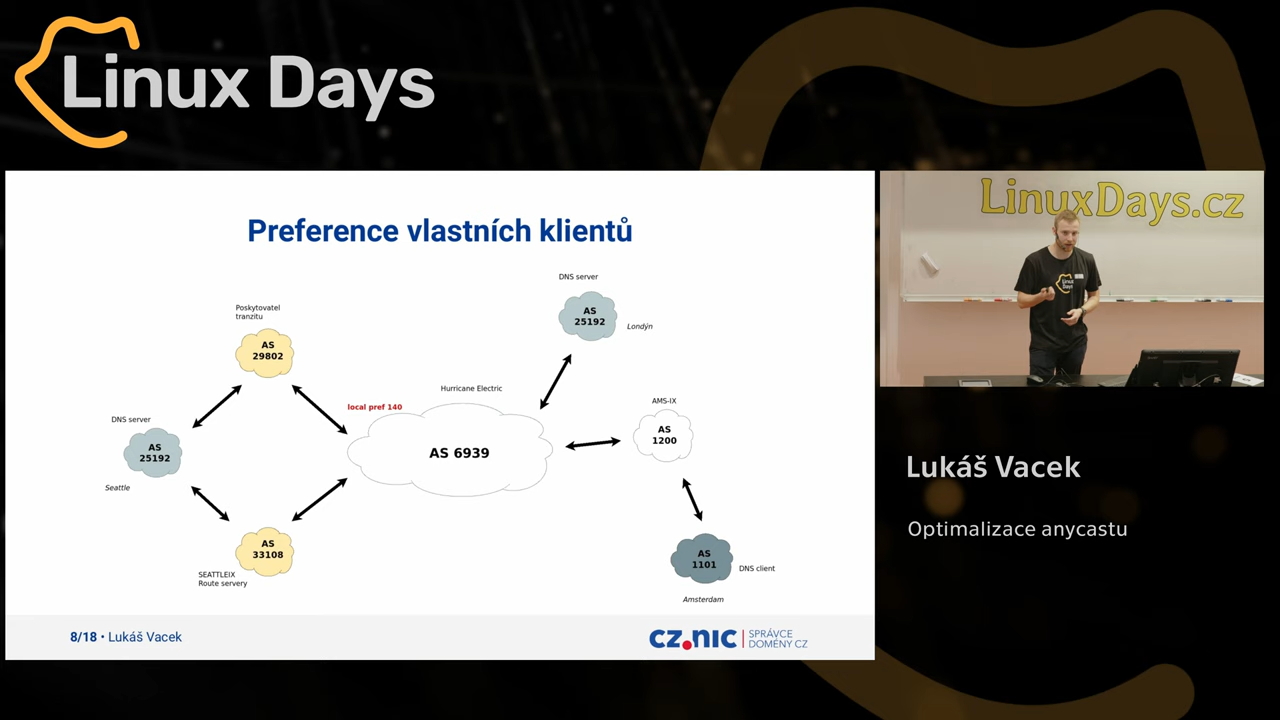 Linux Days
Preference vlastních klientů
DNS server
AS
25192
Londýn
Poskytovatel
tranzitu
AS
29802
Hurricane Electric
local pref 140
AS 6939
AMS-IX
AS
1200
DNS server
AS
25192
Seattle
AS
33108
SEATTLEIX
Route servery
AS
1101
DNS client
Amsterdam
8/18 • Lukáš Vacek
CZ.NIC
SPRÁVCE
DOMÉNY CZ
LinuxDays.cz
Linux
Days
Lukáš Vacek
Optimalizace anycastu